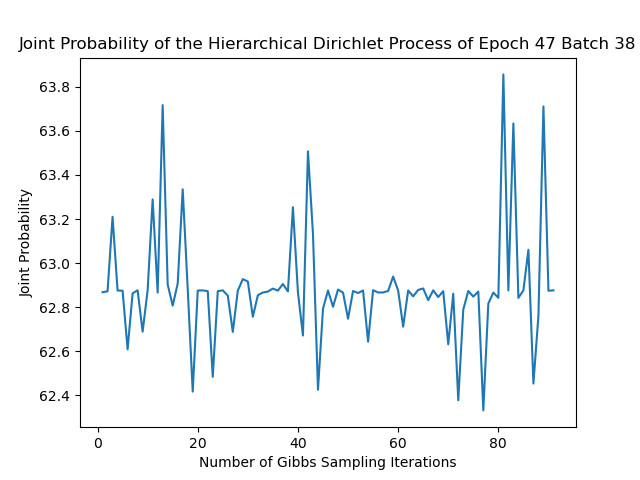 Joint Probability of the Hierarchical Dirichlet Process of Epoch 47 Batch 38
63.8
63.6
63.4
63.2
63.0
62.8
62.6
62.4
Joint Probability
0 20 40 60 80
Number of Gibbs Sampling Iterations